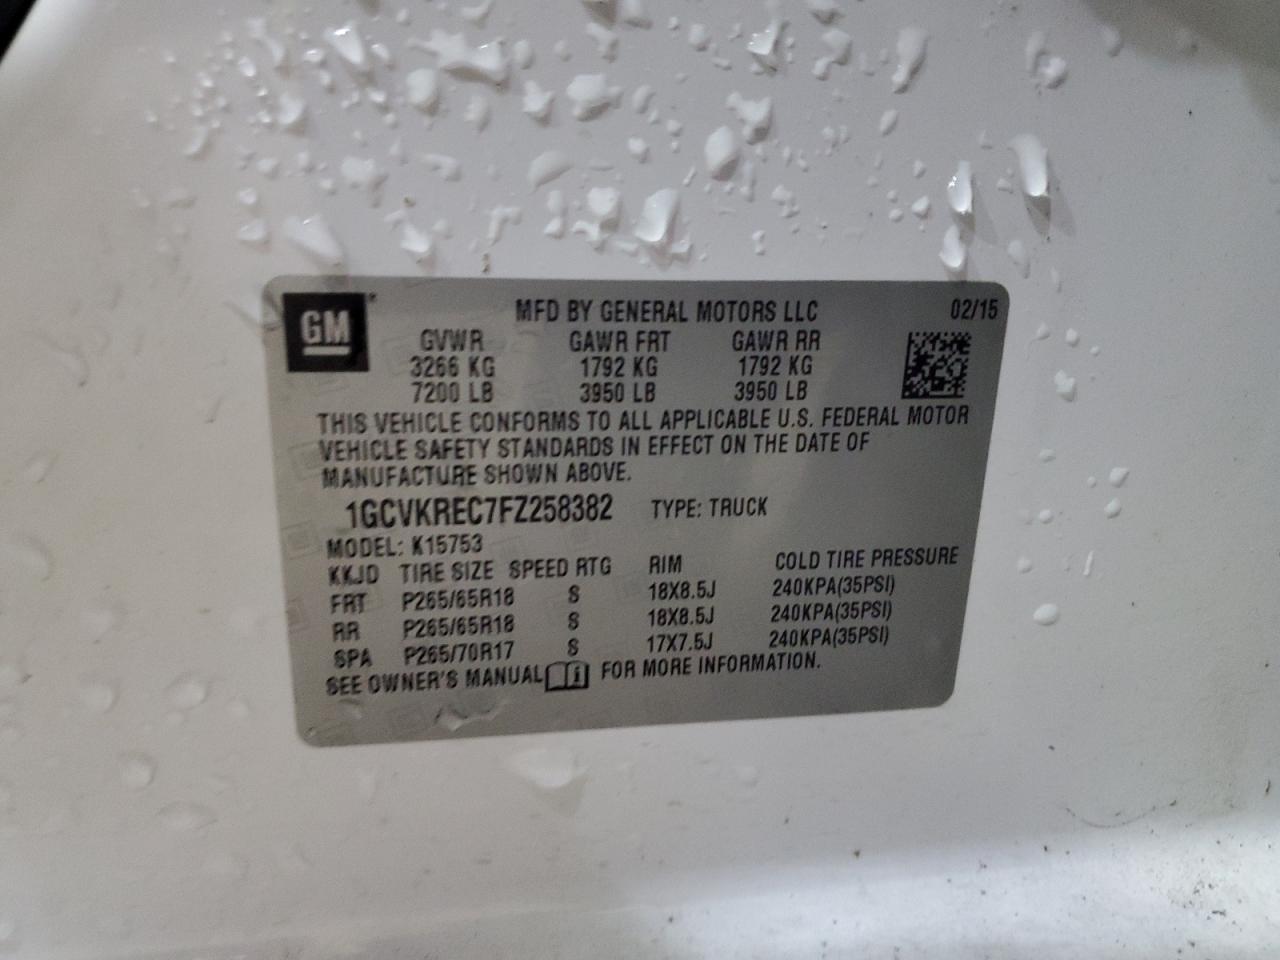 GM
MFD BY GENERAL MOTORS LLC 02/15
GVWR GAWR FRT GAWR RR
3266 KG 1792 KG 1792 KG
7200 LB 3950 LB 3950 LB
THIS VEHICLE CONFORMS TO ALL APPLICABLE U.S. FEDERAL MOTOR
VEHICLE SAFETY STANDARDS IN EFFECT ON THE DATE OF
MANUFACTURE SHOWN ABOVE.
1GCVKREC7FZ258382 TYPE: TRUCK
MODEL: K15753
KKJD TIRE SIZE SPEED RTG RIM COLD TIRE PRESSURE
FRT P265/65R18 S 18X8.5J 240KPA(35PSI)
RR P265/65R18 S 18X8.5J 240KPA(35PSI)
SPA P265/70R17 S 17X7.5J 240KPA(35PSI)
SEE OWNER'S MANUAL FOR MORE INFORMATION.